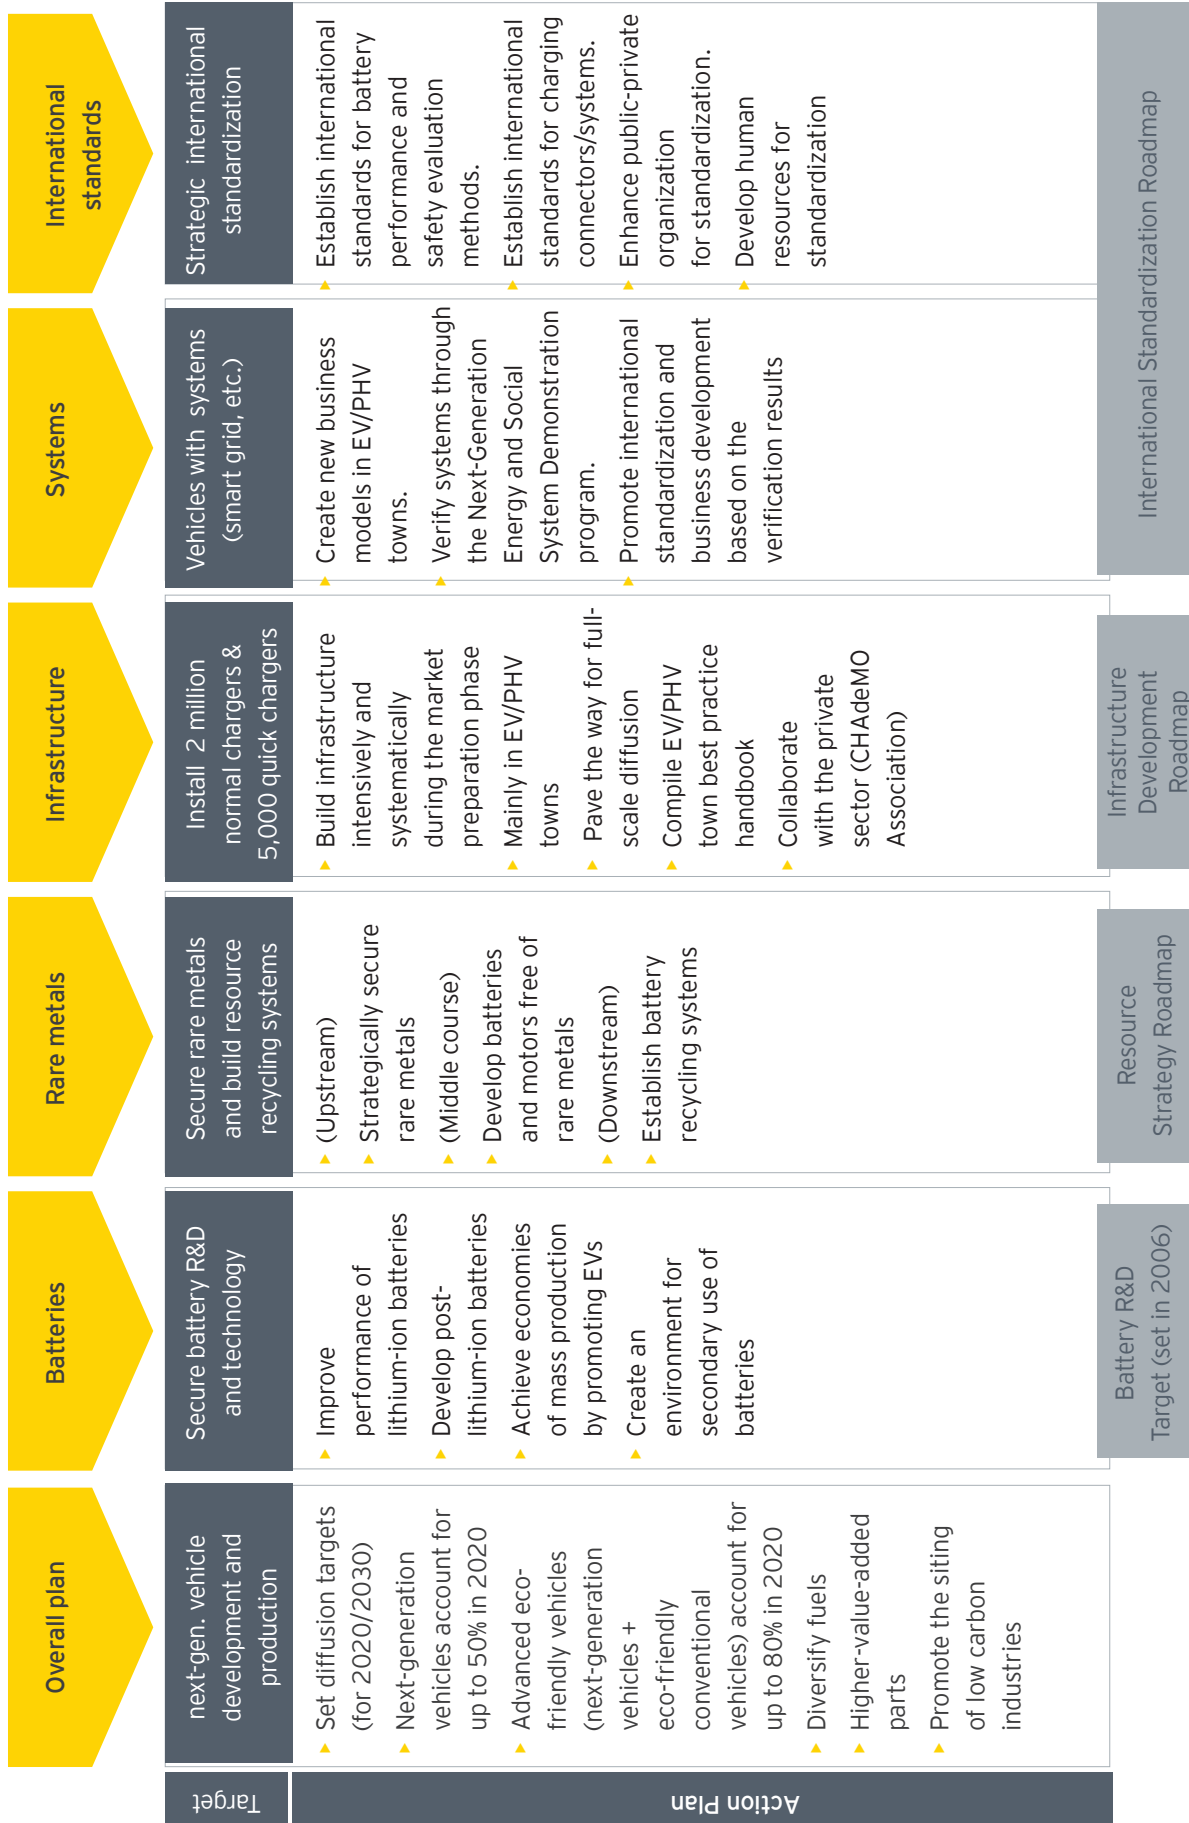 Overall plan
Batteries
Rare metals
Infrastructure
Systems
International
standards
Target
next-gen. vehicle
development and
production
Secure battery R&D
and technology
Secure rare metals
and build resource
recycling systems
Install 2 million
normal chargers &
5,000 quick chargers
Vehicles with systems
(smart grid, etc.)
Strategic international
standardization
Action Plan
Set diffusion targets
(for 2020/2030)
Next-generation
vehicles account for
up to 50% in 2020
Advanced eco-
friendly vehicles
(next-generation
vehicles +
eco-friendly
conventional
vehicles) account for
up to 80% in 2020
Diversify fuels
Higher-value-added
parts
Promote the siting
of low carbon
industries
Improve
performance of
lithium-ion batteries
Develop post-
lithium-ion batteries
Achieve economies
of mass production
by promoting EVs
Create an
environment for
secondary use of
batteries
(Upstream)
Strategically secure
rare metals
(Middle course)
Develop batteries
and motors free of
rare metals
(Downstream)
Establish battery
recycling systems
Build infrastructure
intensively and
systematically
during the market
preparation phase
Mainly in EV/PHV
towns
Pave the way for full-
scale diffusion
Compile EV/PHV
town best practice
handbook
Collaborate
with the private
sector (CHAdeMO
Association)
Create new business
models in EV/PHV
towns.
Verify systems through
the Next-Generation
Energy and Social
System Demonstration
program.
Promote international
standardization and
business development
based on the
verification results
Establish international
standards for battery
performance and
safety evaluation
methods.
Establish international
standards for charging
connectors/systems.
Enhance public-private
organization
for standardization.
Develop human
resources for
standardization
Battery R&D
Target (set in 2006)
Resource
Strategy Roadmap
Infrastructure
Development
Roadmap
International Standardization Roadmap